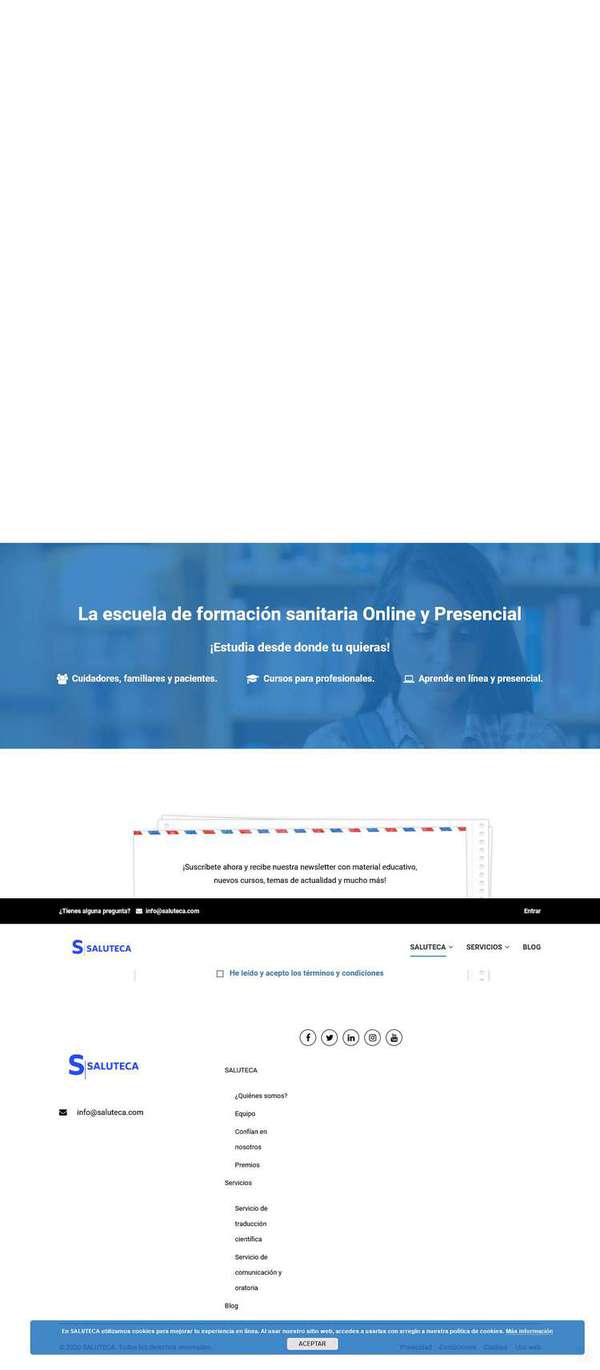 La escuela de formación sanitaria Online y Presencial
¡Estudia desde donde tu quieras!
Cuidadores, familiares y pacientes.
Cursos para profesionales.
Aprende en línea y presencial.
¡Suscríbete ahora y recibe nuestra newsletter con material educativo,
nuevos cursos, temas de actualidad y mucho más!
¿Tienes alguna pregunta? info@saluteca.com
Entrar
S SALUTECA
SALUTECA SERVICIOS BLOG
He leído y acepto los términos y condiciones
S SALUTECA
info@saluteca.com
SALUTECA
¿Quiénes somos?
Equipo
Confían en
nosotros
Premios
Servicios
Servicio de
traducción
científica
Servicio de
comunicación y
oratoria
Blog
En SALUTECA utilizamos cookies para mejorar tu experiencia en línea. Al usar nuestro sitio web, accedes a usarlas con arreglo a nuestra política de cookies. Más información
ACEPTAR
© 2020 SALUTECA. Todos los derechos reservados.
Privacidad Condiciones Cookies Uso web